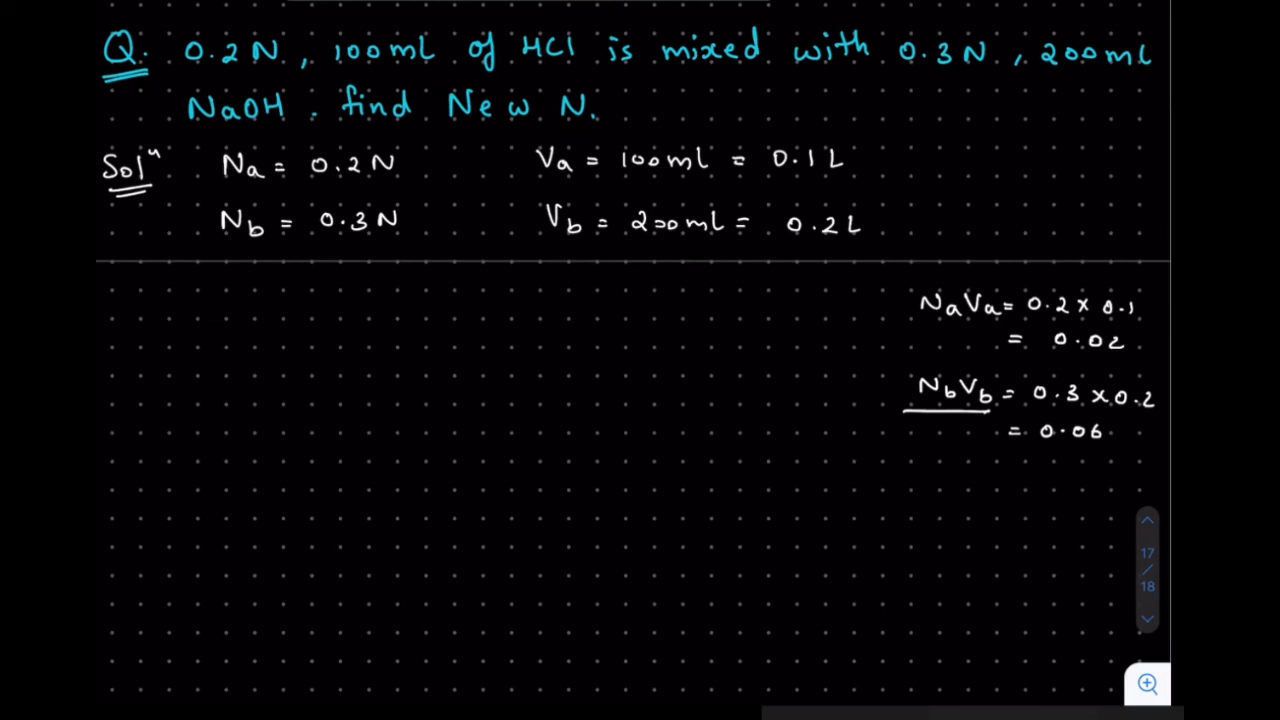 Q. 0.2 N, 100 ml of HCl is mixed with 0.3 N, 200 ml
NaOH. find New N.
Solⁿ Na = 0.2 N Va = 100 ml = 0.1 L
Nb = 0.3 N Vb = 200 ml = 0.2 L
NaVa = 0.2 × 0.1
= 0.02
NbVb = 0.3 × 0.2
= 0.06
17
/
18